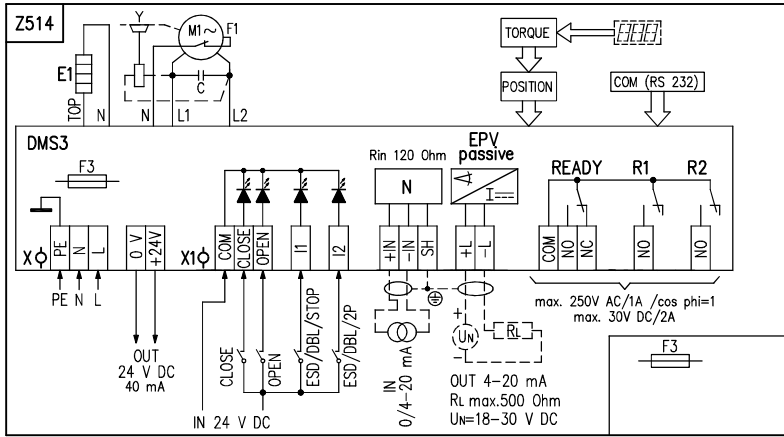 Z514
Y
M1~
F1
E1
C
TOP
N
N
L1
L2
TORQUE
POSITION
COM (RS 232)
DMS3
F3
Rin 120 Ohm
N
EPV
passive
I
READY
R1
R2
X
PE
N
L
0 V
+24V
X1
COM
CLOSE
OPEN
I1
I2
+IN
-IN
SH
+L
-L
COM
NO
NC
NO
NO
PE N L
OUT
24 V DC
40 mA
CLOSE
OPEN
ESD/DBL/STOP
ESD/DBL/2P
IN 24 V DC
IN
0/4-20 mA
+
UN
−
RL
OUT 4-20 mA
RL max.500 Ohm
UN=18-30 V DC
max. 250V AC/1A /cos phi=1
max. 30V DC/2A
F3